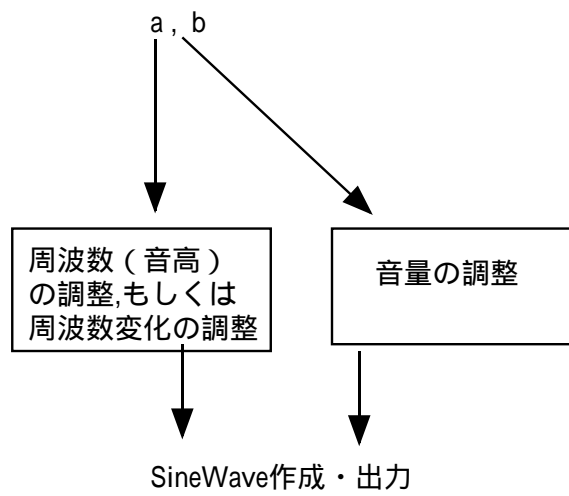 a , b
周波数（音高）
の調整,もしくは
周波数変化の調整
音量の調整
SineWave作成・出力